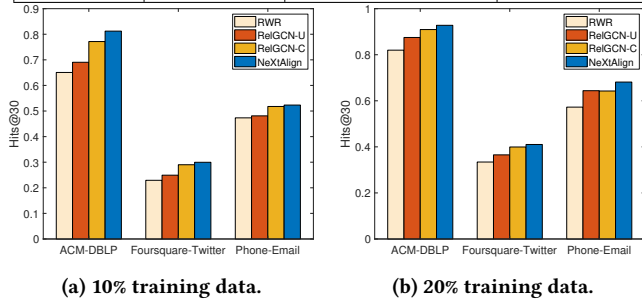 0.9
0.8
0.7
0.6
0.5
0.4
0.3
0.2
0.1
0
Hits@30
RWR
RelGCN-U
RelGCN-C
NeXtAlign
ACM-DBLP Foursquare-Twitter Phone-Email
(a) 10% training data.
1
0.8
0.6
0.4
0.2
0
Hits@30
RWR
RelGCN-U
RelGCN-C
NeXtAlign
ACM-DBLP Foursquare-Twitter Phone-Email
(b) 20% training data.